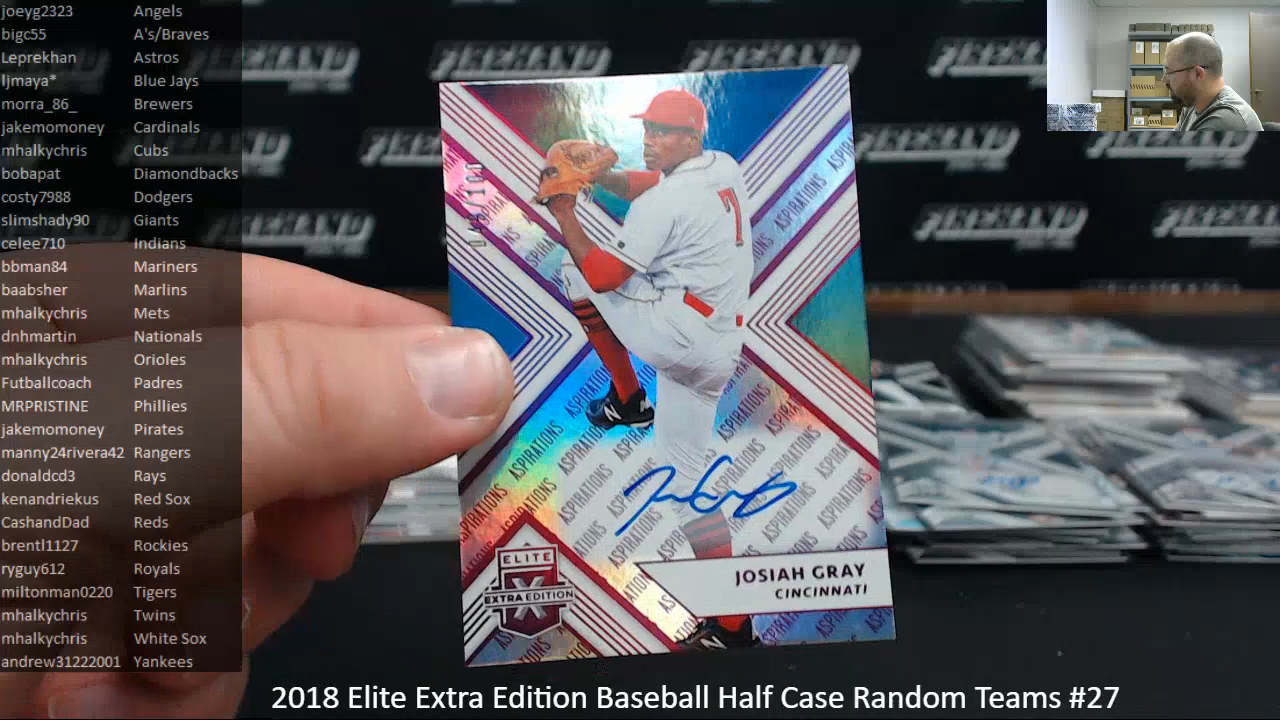 joeyg2323 Angels
bigc55 A's/Braves
Leprekhan Astros
ljmaya* Blue Jays
morra_86_ Brewers
jakemomoney Cardinals
mhalkychris Cubs
bobapat Diamondbacks
costy7988 Dodgers
slimshady90 Giants
celee710 Indians
bbman84 Mariners
baabsher Marlins
mhalkychris Mets
dnhmartin Nationals
mhalkychris Orioles
Futballcoach Padres
MRPRISTINE Phillies
jakemomoney Pirates
manny24rivera42 Rangers
donaldcd3 Rays
kenandriekus Red Sox
CashandDad Reds
brentl1127 Rockies
ryguy612 Royals
miltonman0220 Tigers
mhalkychris Twins
mhalkychris White Sox
andrew31222001 Yankees
7
ASPIRATIONS
ELITE
X
EXTRA EDITION
JOSIAH GRAY
CINCINNATI
2018 Elite Extra Edition Baseball Half Case Random Teams #27